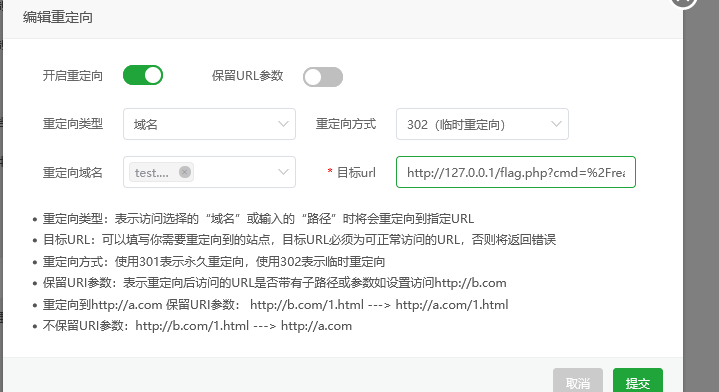 编辑重定向
开启重定向 保留URL参数
重定向类型 域名 重定向方式 302（临时重定向）
重定向域名 test.... * 目标url http://127.0.0.1/flag.php?cmd=%2Frea
• 重定向类型：表示访问选择的“域名”或输入的“路径”时将会重定向到指定URL
• 目标URL：可以填写你需要重定向到的站点，目标URL必须为可正常访问的URL，否则将返回错误
• 重定向方式：使用301表示永久重定向，使用302表示临时重定向
• 保留URI参数：表示重定向后访问的URL是否带有子路径或参数如设置访问http://b.com
• 重定向到http://a.com 保留URI参数： http://b.com/1.html ---> http://a.com/1.html
• 不保留URI参数：http://b.com/1.html ---> http://a.com
取消 提交